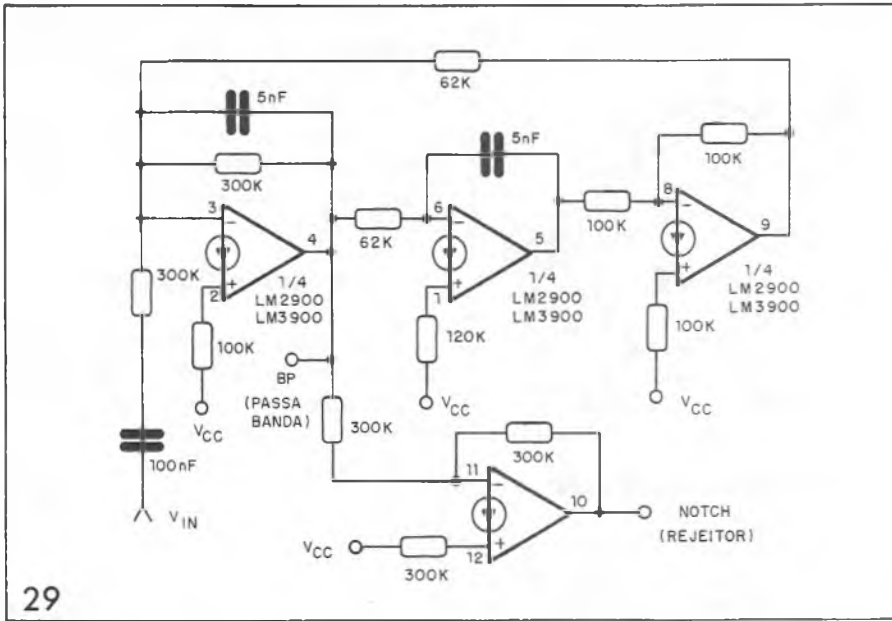 62K
5nF
300K
3
4
2
300K
100K
VCC
100nF
VIN
1/4
LM2900
LM3900
BP
(PASSA
BANDA)
62K
5nF
6
5
1
120K
VCC
1/4
LM2900
LM3900
100K
100K
8
9
1/4
LM2900
LM3900
100K
VCC
300K
300K
11
10
12
VCC
300K
NOTCH
(REJEITOR)
29